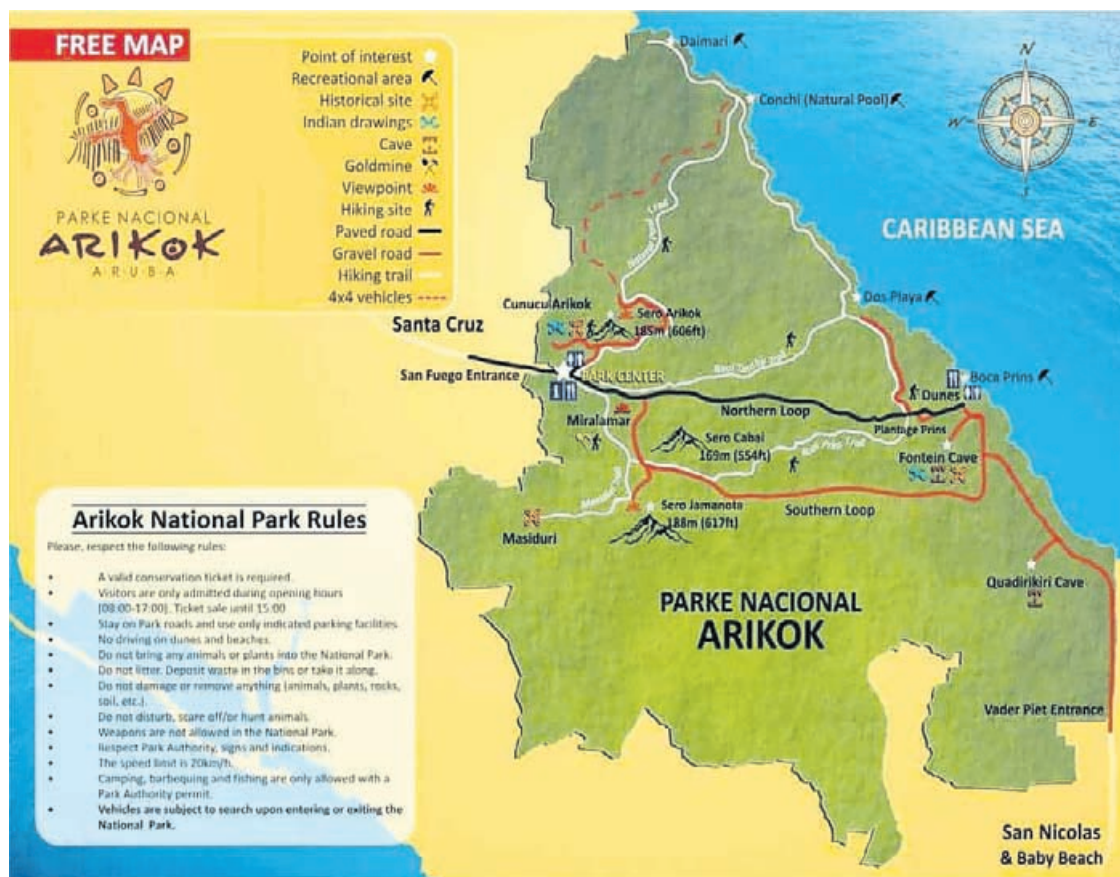 FREE MAP
PARKE NACIONAL
ARIKOK
ARUBA
Point of interest
Recreational area
Historical site
Indian drawings
Cave
Goldmine
Viewpoint
Hiking site
Paved road
Gravel road
Hiking trail
4x4 vehicles
N
W
E
Daimari
Conchi (Natural Pool)
CARIBBEAN SEA
Natural Pool Trail
Dos Playa
Cunucu Arikok
Sero Arikok
185m (606ft)
Santa Cruz
San Fuego Entrance
PARK CENTER
Boca Prins
Dunes
Northern Loop
Plantage Prins
Miralamar
Sero Cabai
169m (554ft)
Rooi Prins Trail
Fontein Cave
Masiduri
Sero Jamanota
188m (617ft)
Southern Loop
Quadirikiri Cave
PARKE NACIONAL
ARIKOK
Vader Piet Entrance
San Nicolas
& Baby Beach
Arikok National Park Rules
Please, respect the following rules:
• A valid conservation ticket is required
• Visitors are only admitted during opening hours
(08:00-17:00). Ticket sale until 15:00
• Stay on Park roads and use only indicated parking facilities
• No driving on dunes and beaches.
• Do not bring any animals or plants into the National Park.
• Do not litter. Deposit waste in the bins or take it along.
• Do not damage or remove anything (animals, plants, rocks,
soil, etc.).
• Do not disturb, scare off/or hunt animals.
• Weapons are not allowed in the National Park.
• Respect Park Authority, signs and indications.
• The speed limit is 20km/h.
• Camping, barbequing and fishing are only allowed with a
Park Authority permit.
• Vehicles are subject to search upon entering or exiting the
National Park.